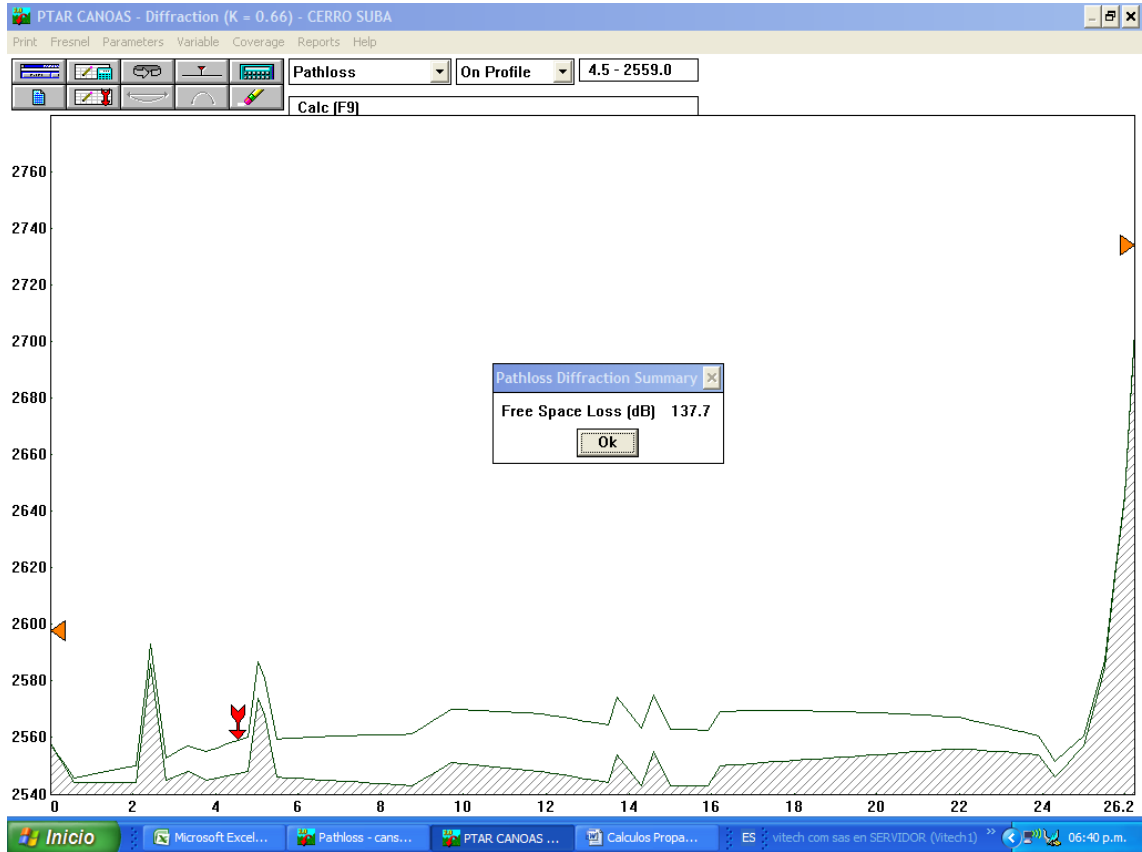 PTAR CANOAS - Diffraction (K = 0.66) - CERRO SUBA
Print Fresnel Parameters Variable Coverage Reports Help
Pathloss On Profile 4.5 - 2559.0
Calc (F9)
2760
2740
2720
2700
2680
2660
2640
2620
2600
2580
2560
2540
Pathloss Diffraction Summary
Free Space Loss (dB) 137.7
Ok
0 2 4 6 8 10 12 14 16 18 20 22 24 26.2
Inicio Microsoft Excel... Pathloss - cans... PTAR CANOAS ... Calculos Propa... ES vitech com sas en SERVIDOR (Vitech1) » 06:40 p.m.